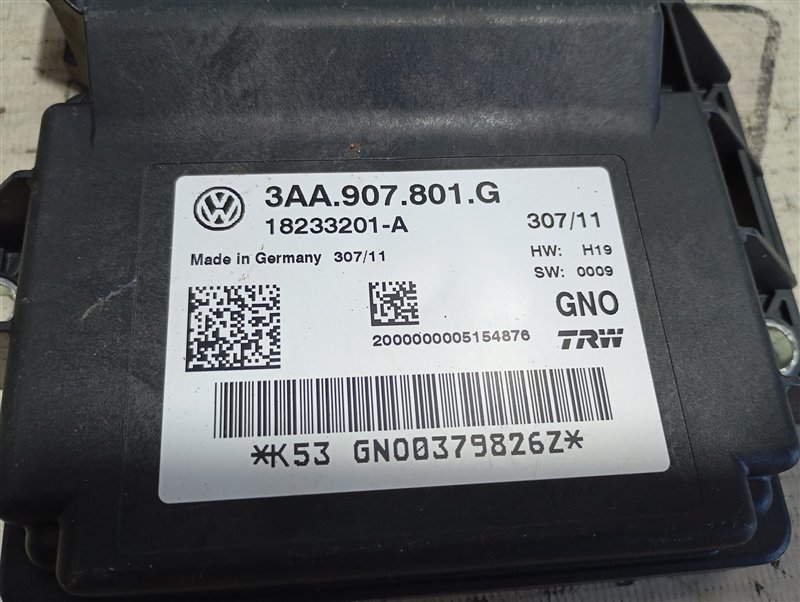 3AA.907.801.G
18233201-A
307/11
Made in Germany 307/11
HW: H19
SW: 0009
GNO
2000000005154876
TRW
*K53 GNO0379826Z*